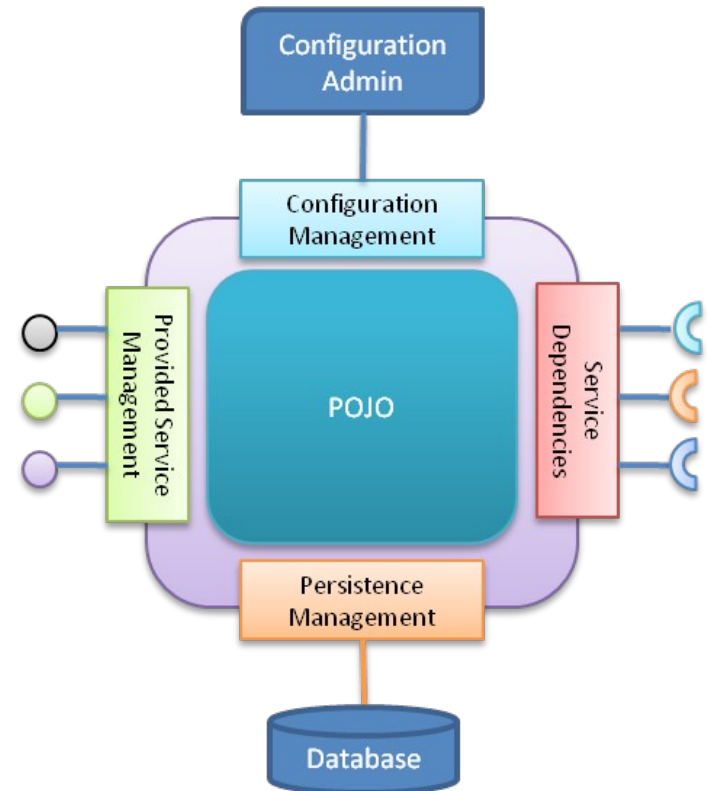 Configuration
Admin
Configuration
Management
Provided Service
Management
POJO
Service
Dependencies
Persistence
Management
Database